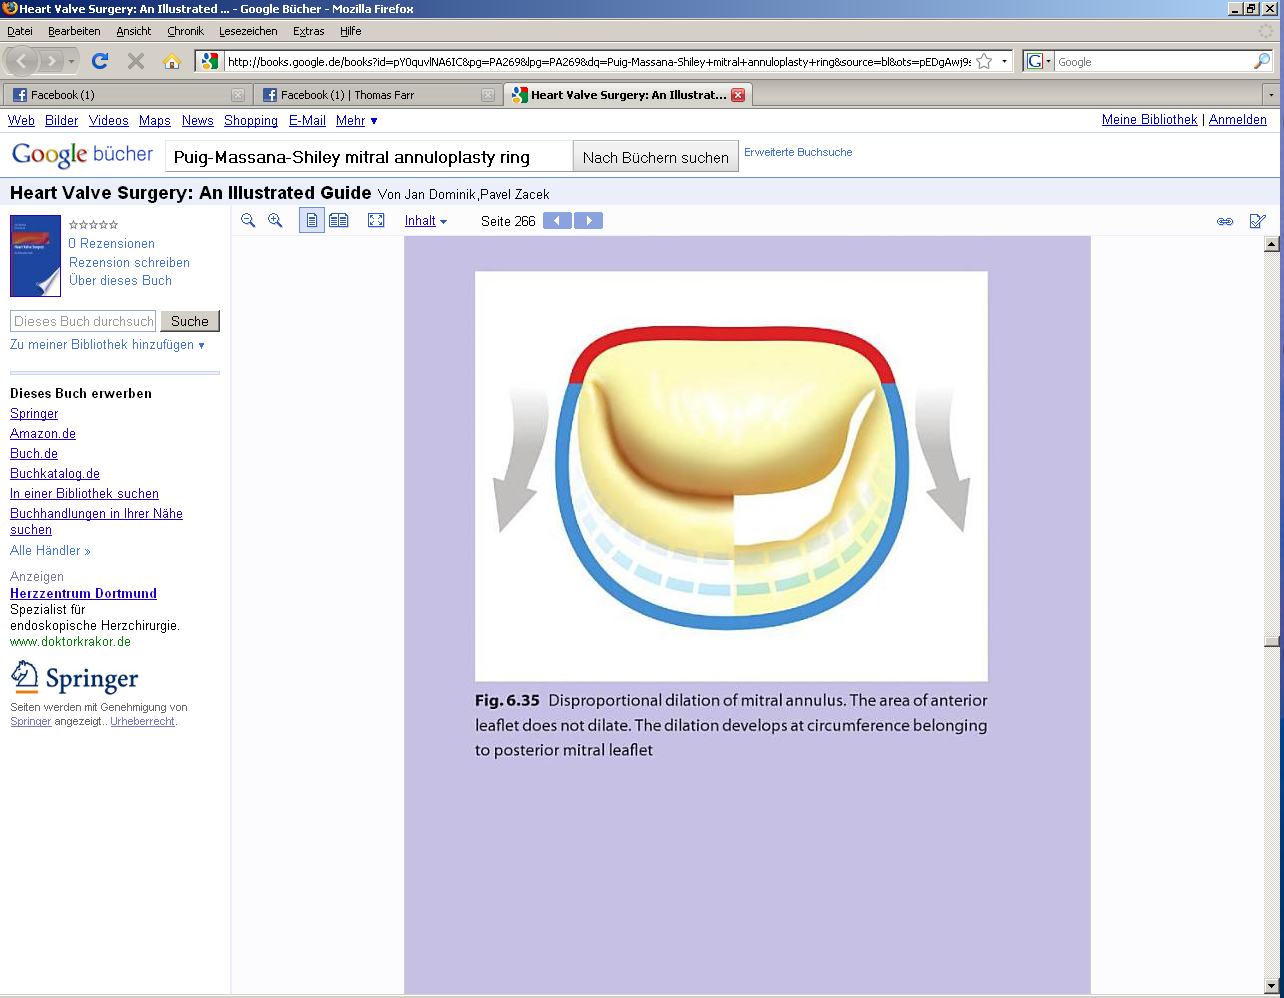 Heart Valve Surgery: An Illustrated ... - Google Bücher - Mozilla Firefox
Datei Bearbeiten Ansicht Chronik Lesezeichen Extras Hilfe
http://books.google.de/books?id=pY0quvlNA6IC&pg=PA269&lpg=PA269&dq=Puig-Massana-Shiley+mitral+annuloplasty+ring&source=bl&ots=pEDgAwj9s
Google
Facebook (1)
Facebook (1) | Thomas Farr
Heart Valve Surgery: An Illustrat...
Web Bilder Videos Maps News Shopping E-Mail Mehr ▼
Meine Bibliothek | Anmelden
Google bücher
Puig-Massana-Shiley mitral annuloplasty ring
Nach Büchern suchen
Erweiterte Buchsuche
Heart Valve Surgery: An Illustrated Guide Von Jan Dominik,Pavel Zacek
Inhalt
Seite 266
0 Rezensionen
Rezension schreiben
Über dieses Buch
Dieses Buch durchsuch
Suche
Zu meiner Bibliothek hinzufügen ▼
Dieses Buch erwerben
Springer
Amazon.de
Buch.de
Buchkatalog.de
In einer Bibliothek suchen
Buchhandlungen in Ihrer Nähe
suchen
Alle Händler »
Anzeigen
Herzzentrum Dortmund
Spezialist für
endoskopische Herzchirurgie.
www.doktorkrakor.de
Springer
Seiten werden mit Genehmigung von
Springer angezeigt.. Urheberrecht.
Fig. 6.35 Disproportional dilation of mitral annulus. The area of anterior
leaflet does not dilate. The dilation develops at circumference belonging
to posterior mitral leaflet